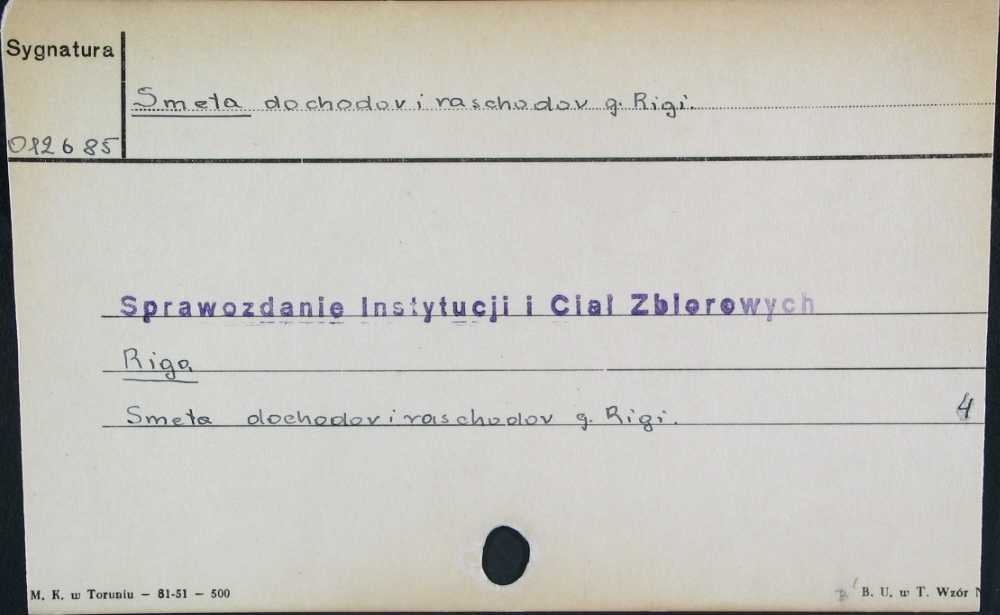 Sygnatura
Smeta dochodov i raschodov g. Rigi.
012685
Sprawozdanie Instytucji i Ciał Zbiorowych
Riga
Smeta dochodov i raschodov g. Rigi. 4
M. K. w Toruniu – 81-51 – 500
B. U. w T. Wzór